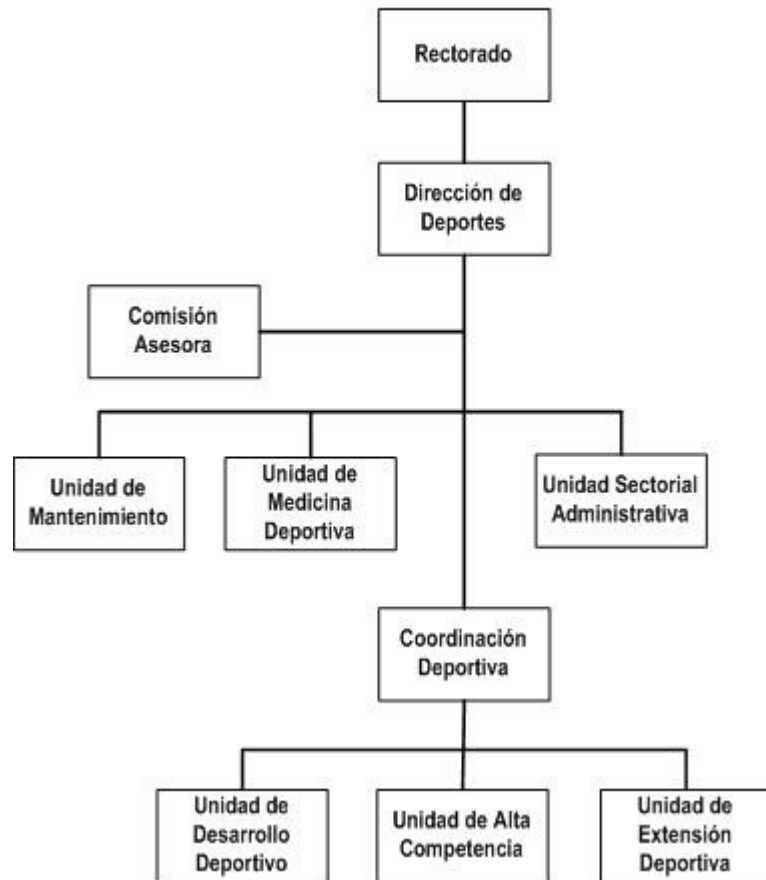 Rectorado
Dirección de
Deportes
Comisión
Asesora
Unidad de
Mantenimiento
Unidad de
Medicina
Deportiva
Unidad Sectorial
Administrativa
Coordinación
Deportiva
Unidad de
Desarrollo
Deportivo
Unidad de Alta
Competencia
Unidad de
Extensión
Deportiva